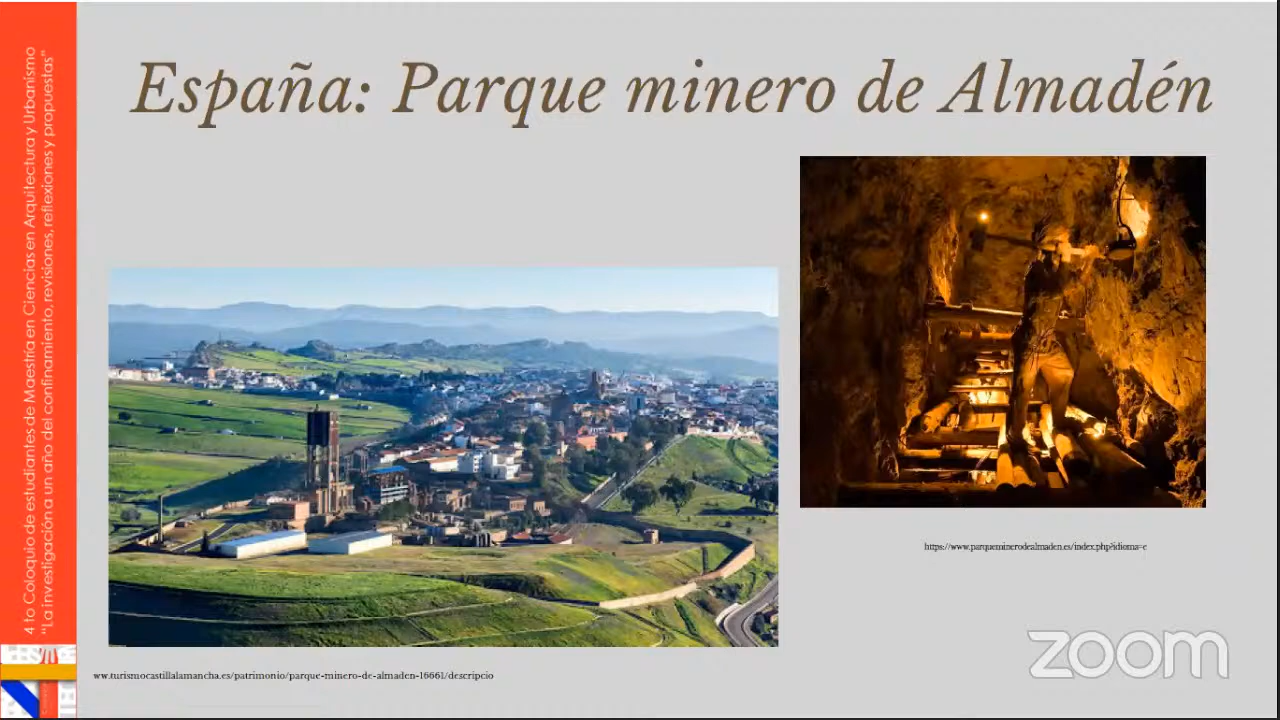 España: Parque minero de Almadén
4 to Coloquio de estudiantes de Maestría en Ciencias en Arquitectura y Urbanismo
"La investigación a un año del confinamiento, revisiones, reflexiones y propuestas"
https://www.parqueminerodealmaden.es/index.php?idioma=e
ww.turismocastillalamancha.es/patrimonio/parque-minero-de-almaden-16661/descripcio
zoom